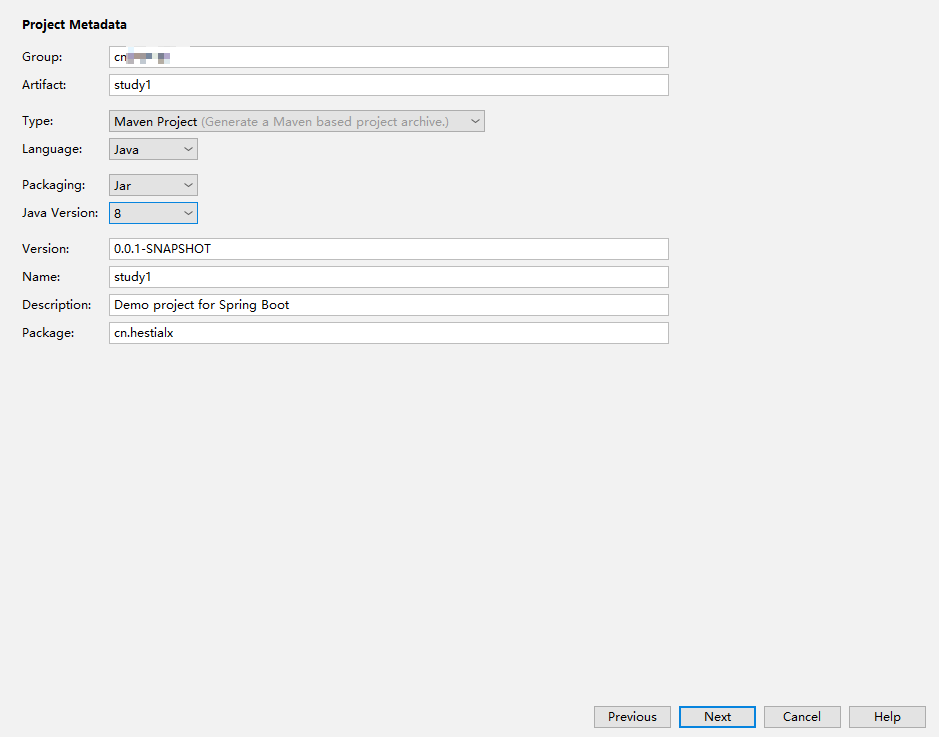 Project Metadata
Group: cn
Artifact: study1
Type: Maven Project (Generate a Maven based project archive.)
Language: Java
Packaging: Jar
Java Version: 8
Version: 0.0.1-SNAPSHOT
Name: study1
Description: Demo project for Spring Boot
Package: cn.hestialx
Previous Next Cancel Help